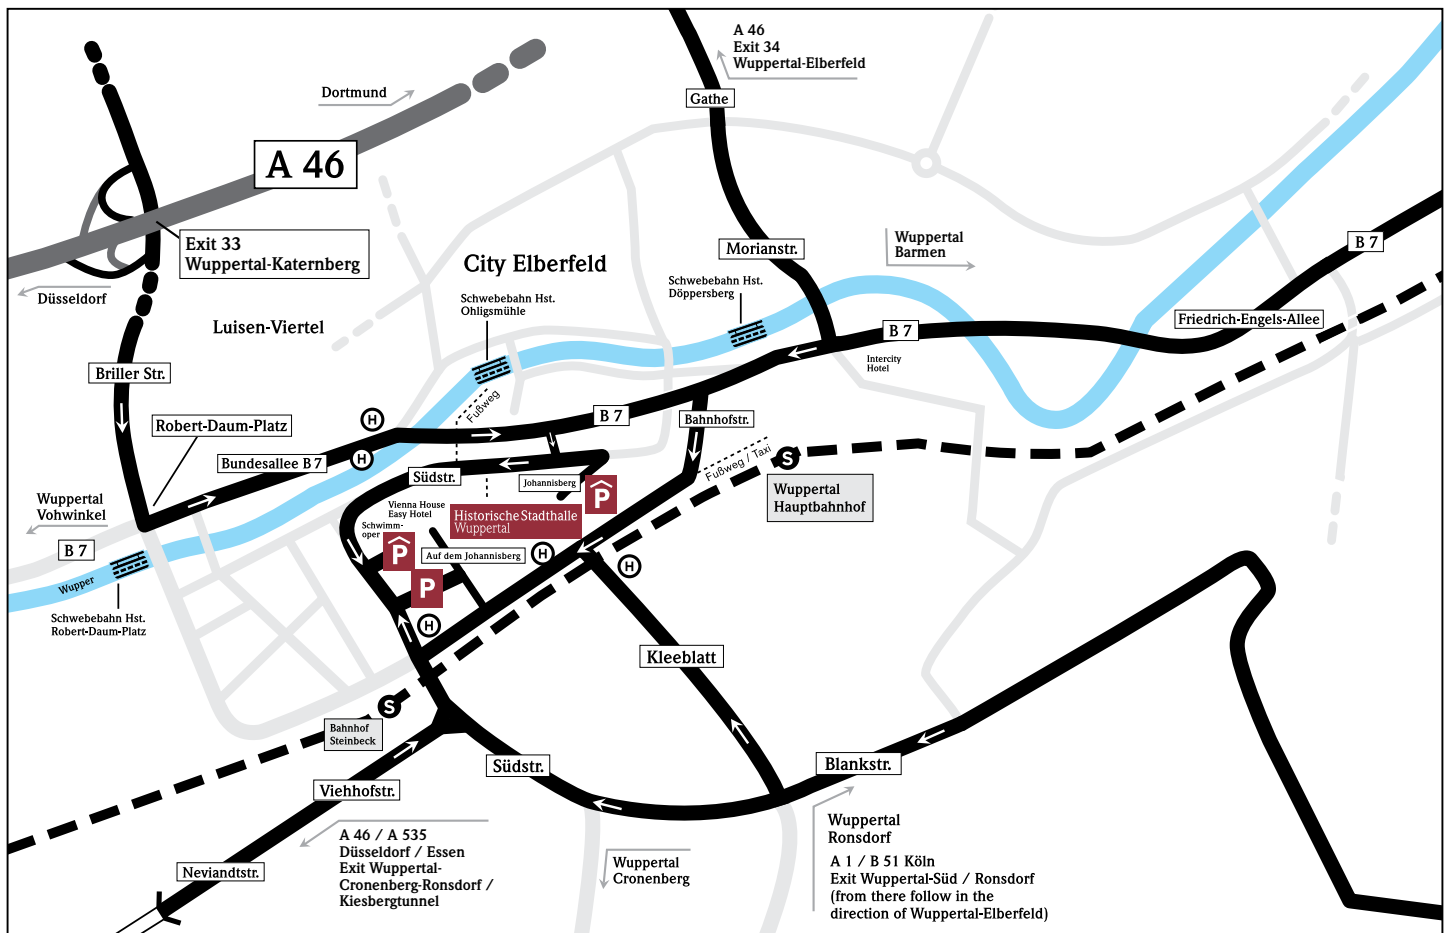 A 46
Exit 34
Wuppertal-Elberfeld
Dortmund
Gathe
A 46
Exit 33
Wuppertal-Katernberg
Düsseldorf
City Elberfeld
Morianstr.
Wuppertal
Barmen
B 7
Schwebebahn Hst.
Döppersberg
Schwebebahn Hst.
Ohligsmühle
Luisen-Viertel
Friedrich-Engels-Allee
B 7
Intercity
Hotel
Briller Str.
Fußweg
B 7
Bahnhofstr.
H
Robert-Daum-Platz
H
Bundesallee B 7
Südstr.
Fußweg / Taxi
S
Johannisberg
P
Wuppertal
Hauptbahnhof
Wuppertal
Vohwinkel
Vienna House
Easy Hotel
Historische Stadthalle
Wuppertal
Schwimm-
oper
P
B 7
Auf dem Johannisberg
H
H
Wupper
P
Schwebebahn Hst.
Robert-Daum-Platz
H
Kleeblatt
S
Bahnhof
Steinbeck
Südstr.
Blankstr.
Viehhofstr.
A 46 / A 535
Düsseldorf / Essen
Exit Wuppertal-
Cronenberg-Ronsdorf /
Kiesbergtunnel
Wuppertal
Ronsdorf
A 1 / B 51 Köln
Exit Wuppertal-Süd / Ronsdorf
(from there follow in the
direction of Wuppertal-Elberfeld)
Wuppertal
Cronenberg
Neviandtstr.